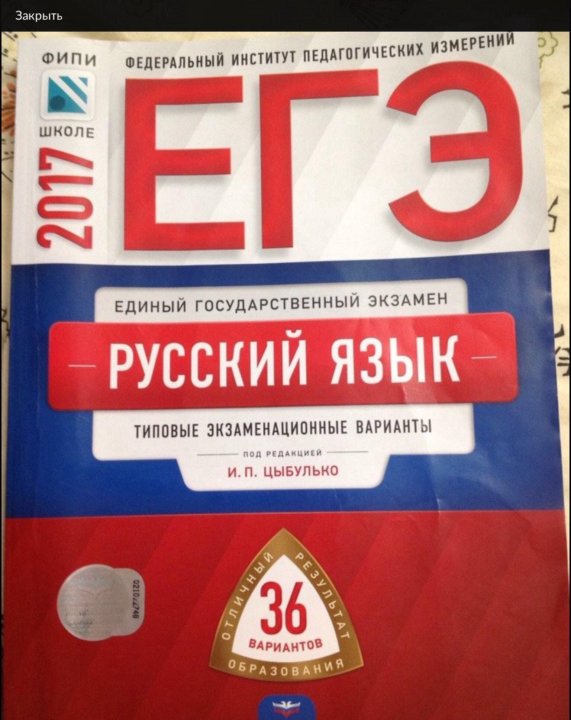 Закрыть
ФИПИ
ШКОЛЕ
2017
ФЕДЕРАЛЬНЫЙ ИНСТИТУТ ПЕДАГОГИЧЕСКИХ ИЗМЕРЕНИЙ
ЕГЭ
ЕДИНЫЙ ГОСУДАРСТВЕННЫЙ ЭКЗАМЕН
РУССКИЙ ЯЗЫК
ТИПОВЫЕ ЭКЗАМЕНАЦИОННЫЕ ВАРИАНТЫ
ПОД РЕДАКЦИЕЙ
И. П. ЦЫБУЛЬКО
ОТЛИЧНЫЙ
РЕЗУЛЬТАТ
ОБРАЗОВАНИЯ
36
ВАРИАНТОВ